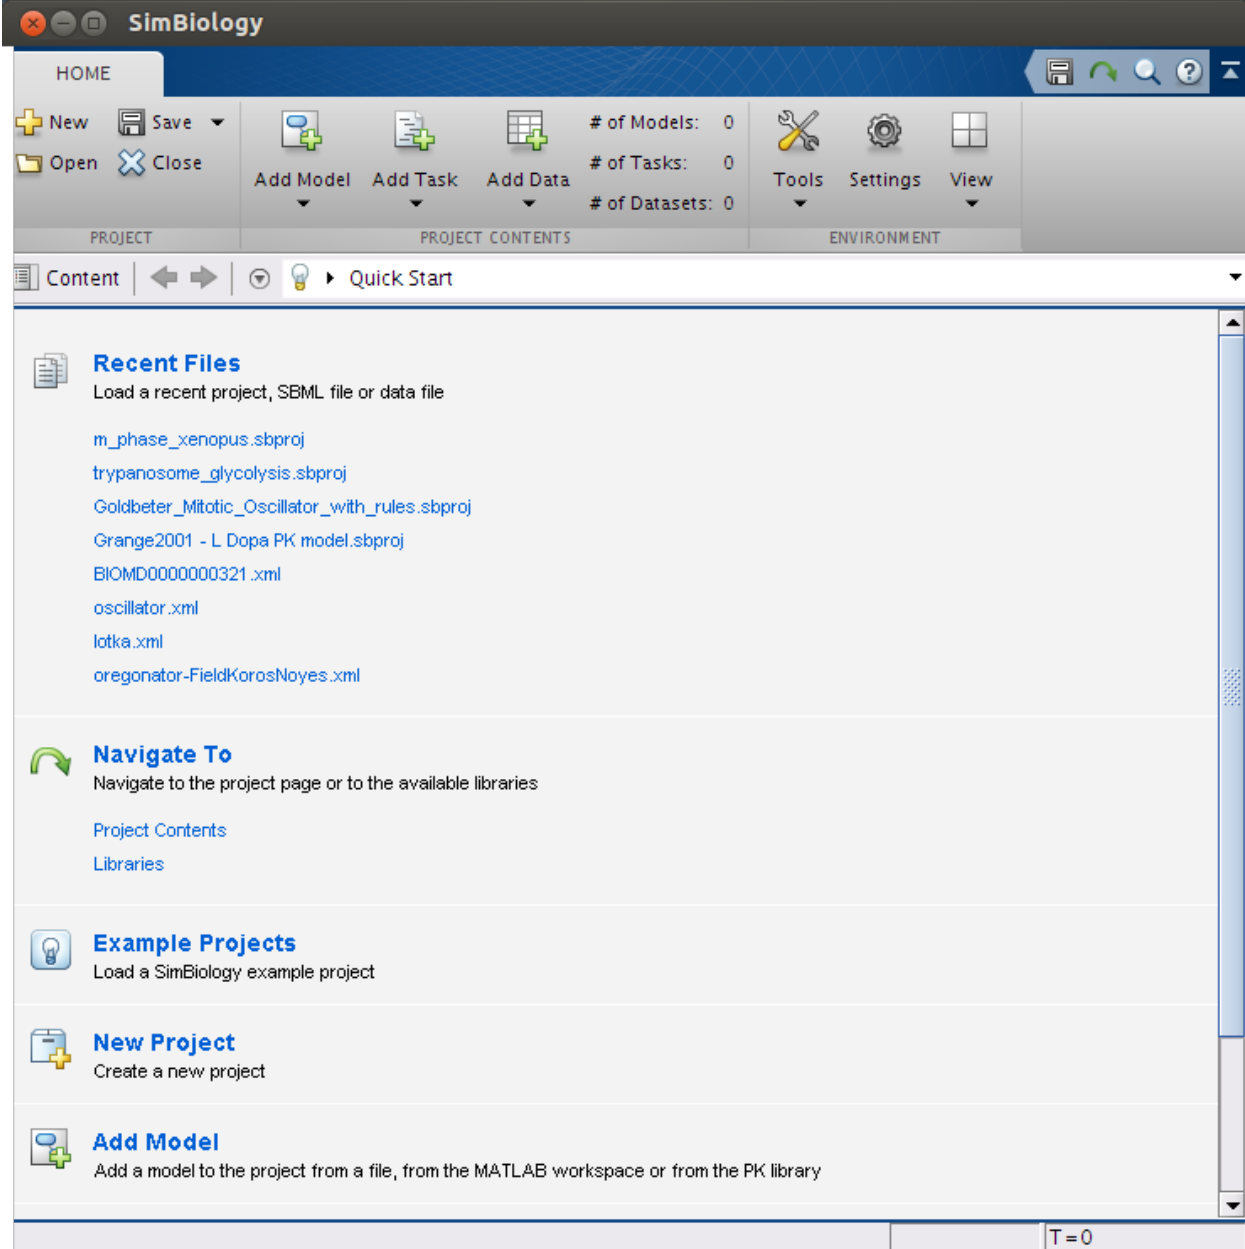 SimBiology
HOME
New Save
Open Close
Add Model Add Task Add Data
# of Models: 0
# of Tasks: 0
# of Datasets: 0
Tools Settings View
PROJECT PROJECT CONTENTS ENVIRONMENT
Content Quick Start
Recent Files
Load a recent project, SBML file or data file
m_phase_xenopus.sbproj
trypanosome_glycolysis.sbproj
Goldbeter_Mitotic_Oscillator_with_rules.sbproj
Grange2001 - L Dopa PK model.sbproj
BIOMD0000000321.xml
oscillator.xml
lotka.xml
oregonator-FieldKorosNoyes.xml
Navigate To
Navigate to the project page or to the available libraries
Project Contents
Libraries
Example Projects
Load a SimBiology example project
New Project
Create a new project
Add Model
Add a model to the project from a file, from the MATLAB workspace or from the PK library
T = 0